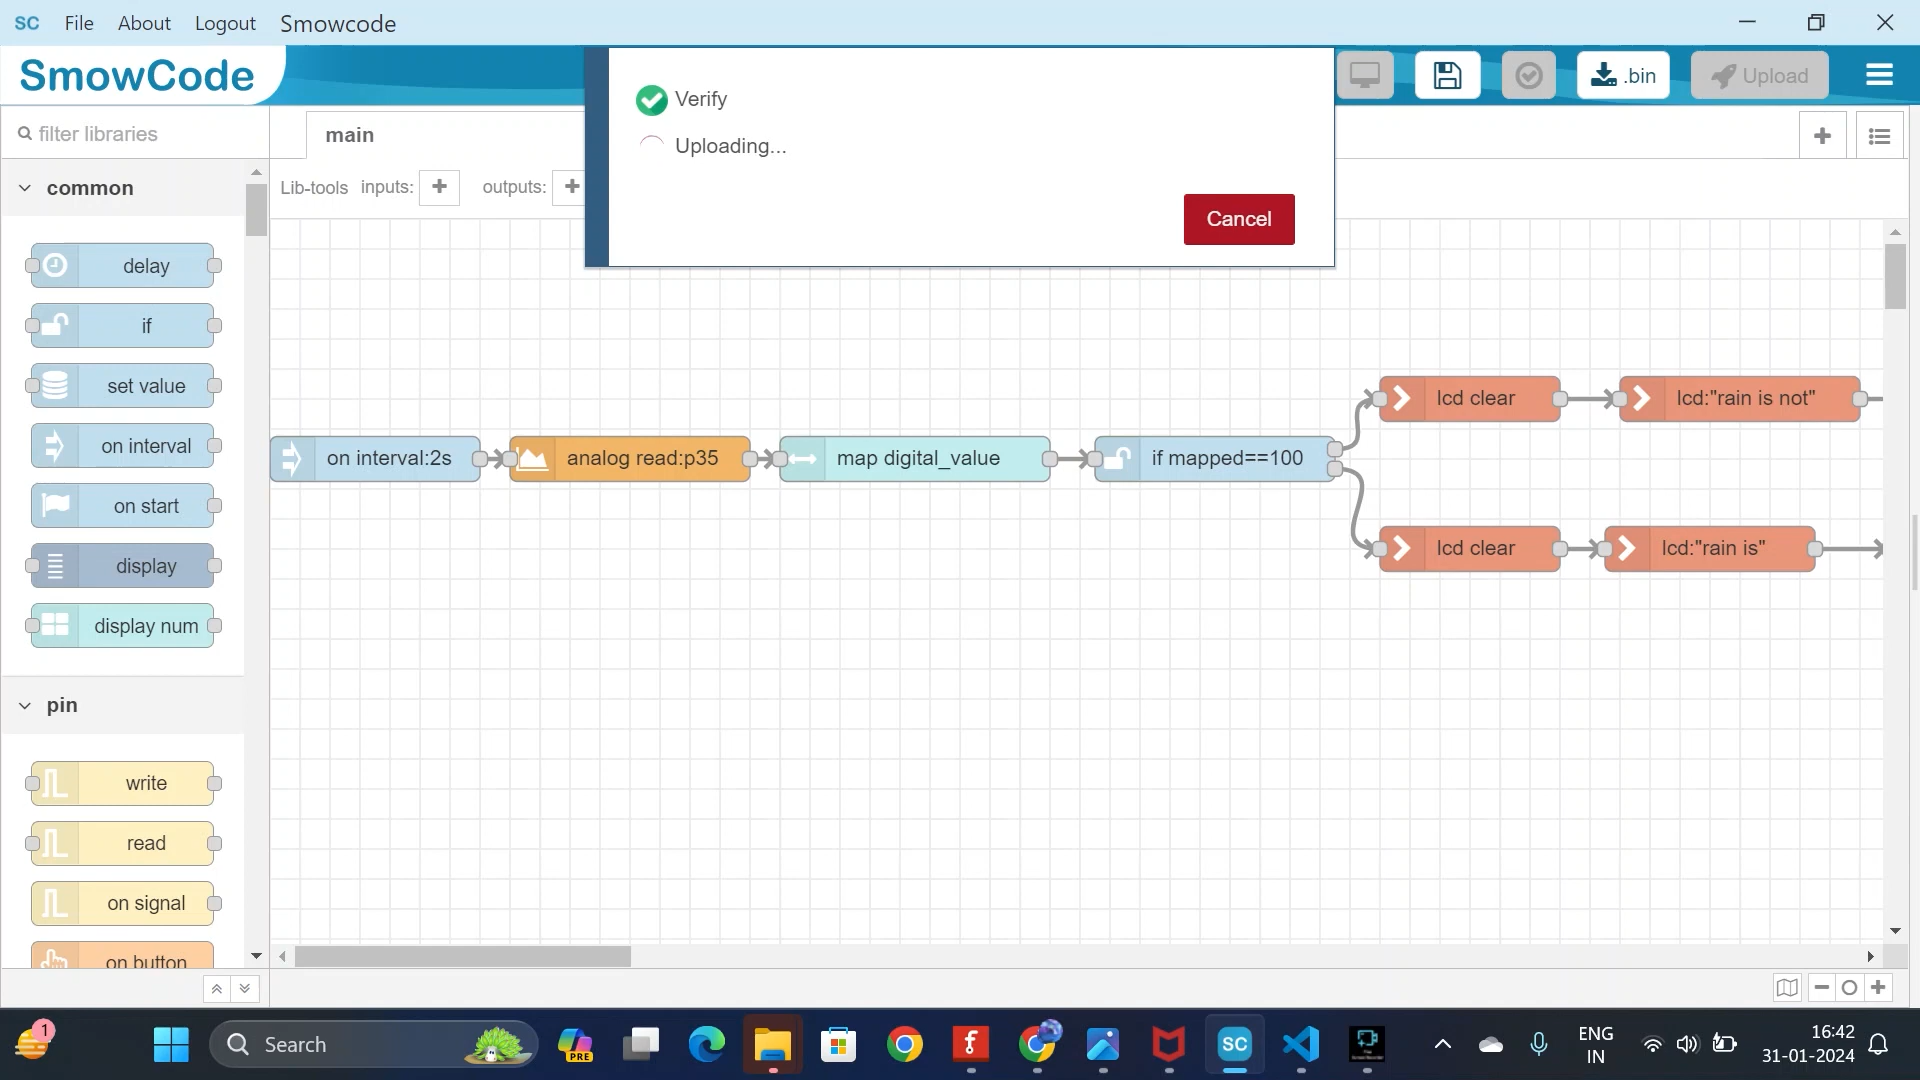 SC File About Logout Smowcode
SmowCode
Verify
Uploading...
Cancel
.bin
Upload
filter libraries
main
Lib-tools inputs: outputs:
common
delay
if
set value
on interval
on start
display
display num
pin
write
read
on signal
on button
on interval:2s
analog read:p35
map digital_value
if mapped==100
lcd clear
lcd:"rain is not"
lcd clear
lcd:"rain is"
1
Search
PRE
SC
ENG
IN
16:42
31-01-2024